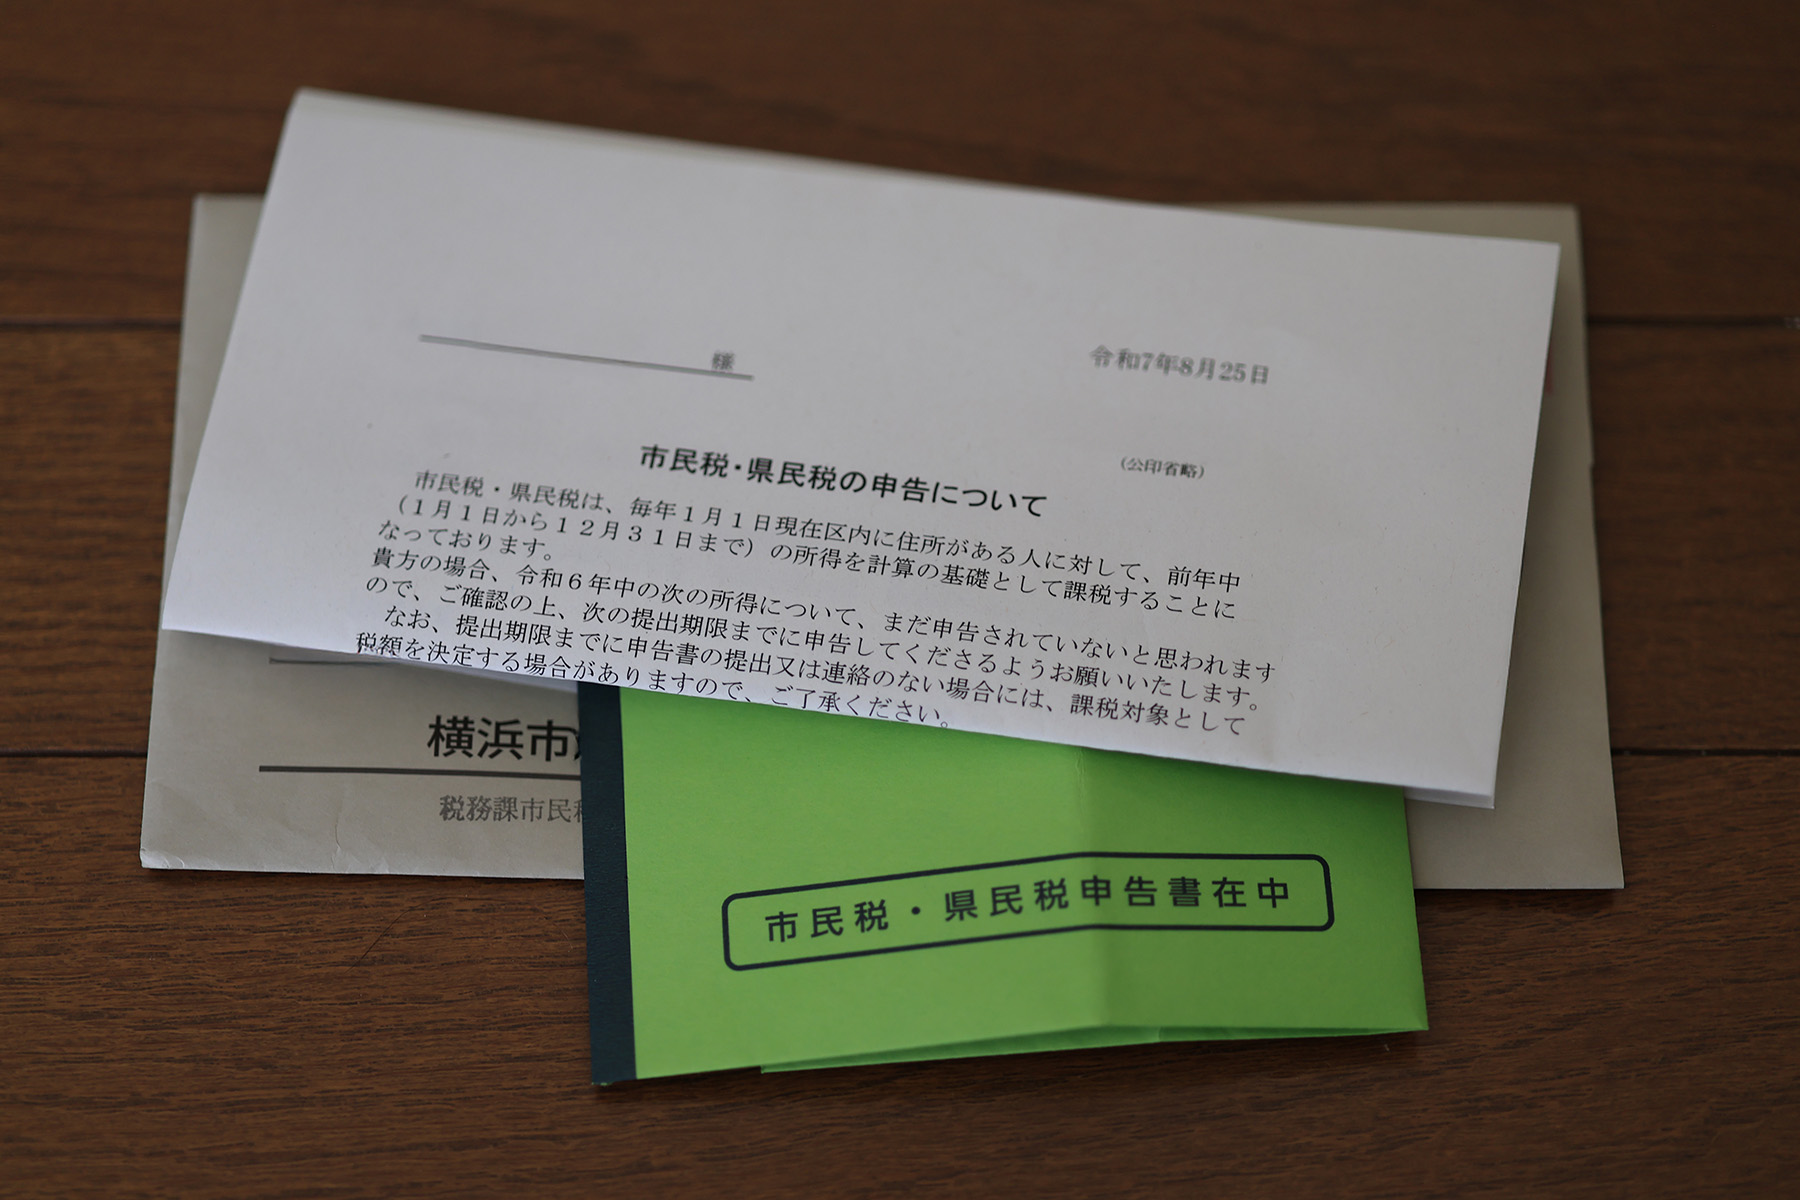 様
令和7年8月25日
(公印省略)
市民税・県民税の申告について
市民税・県民税は、毎年1月1日現在区内に住所がある人に対して、前年中
(1月1日から12月31日まで)の所得を計算の基礎として課税することに
なっております。
貴方の場合、令和6年中の次の所得について、まだ申告されていないと思われます
ので、ご確認の上、次の提出期限までに申告してくださるようお願いいたします。
なお、提出期限までに申告書の提出又は連絡のない場合には、課税対象として
税額を決定する場合がありますので、ご了承ください。
横浜市
税務課市民税
市民税・県民税申告書在中